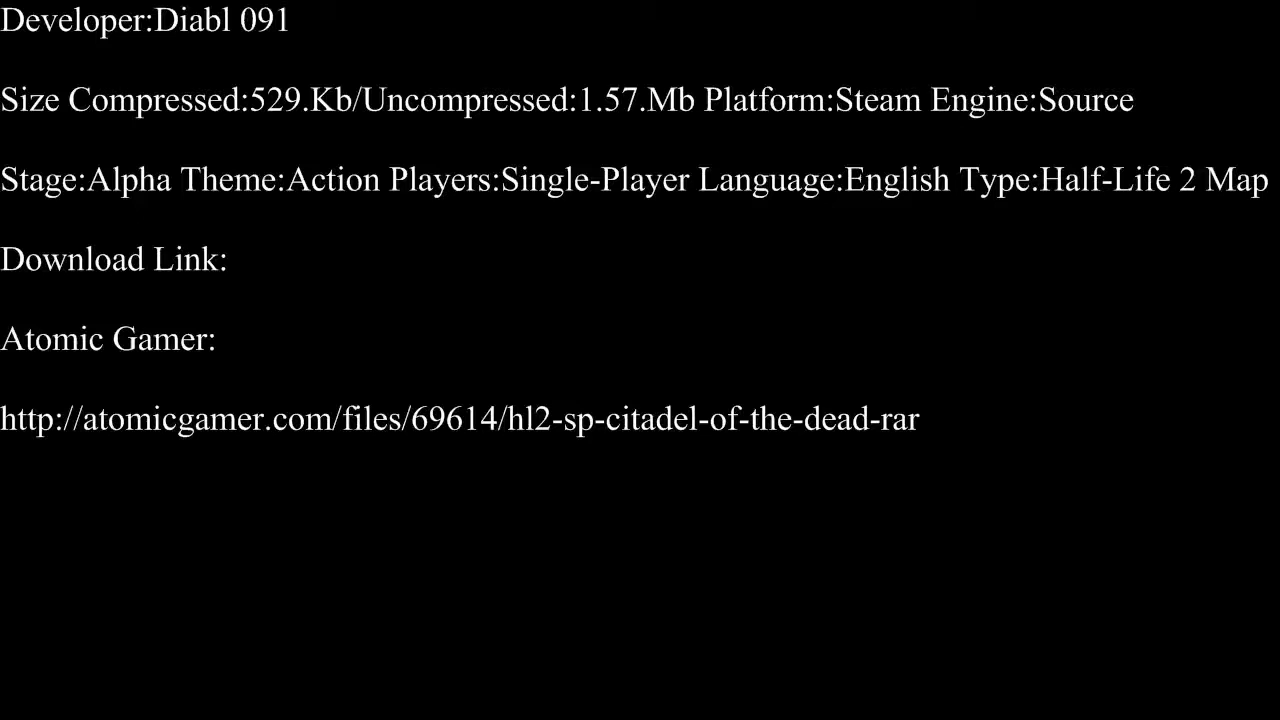 Developer:Diabl 091
Size Compressed:529.Kb/Uncompressed:1.57.Mb Platform:Steam Engine:Source
Stage:Alpha Theme:Action Players:Single-Player Language:English Type:Half-Life 2 Map
Download Link:
Atomic Gamer:
http://atomicgamer.com/files/69614/hl2-sp-citadel-of-the-dead-rar